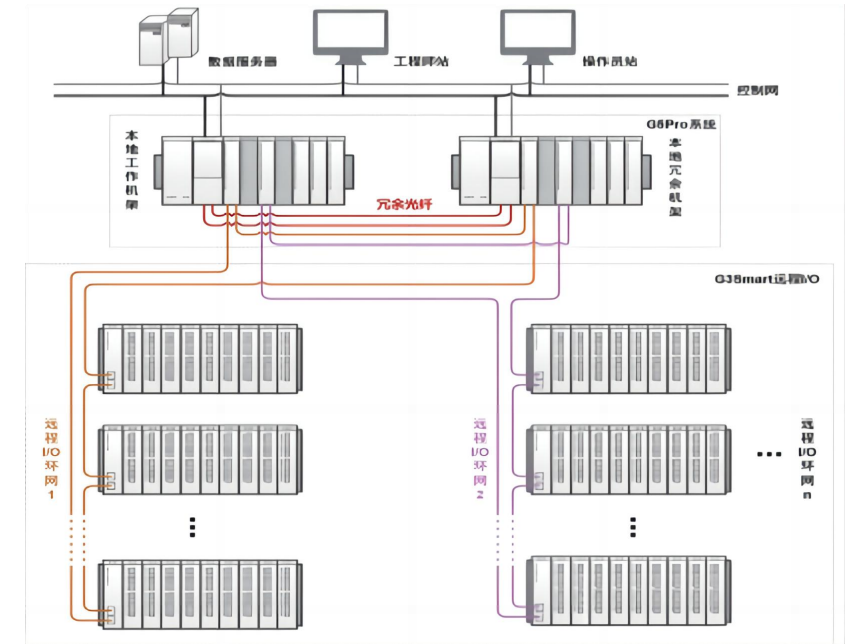 数据服务器
工程师站
操作员站
控制网
G6Pro系统
本地工作机架
本地冗余机架
冗余光纤
G3Smart远程I/O
远程I/O环网1
远程I/O环网2
远程I/O环网n